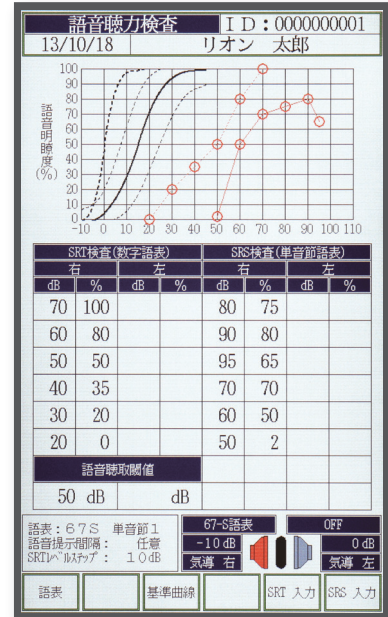 語音聴力検査 ID:0000000001
13/10/18 リオン 太郎
語音明瞭度(%)
100
90
80
70
60
50
40
30
20
10
0
-10 0 10 20 30 40 50 60 70 80 90 100 110
SRT検査(数字語表) SRS検査(単音節語表)
右 左 右 左
dB % dB % dB % dB %
70 100 80 75
60 80 90 80
50 50 95 65
40 35 70 70
30 20 60 50
20 0 50 2
語音聴取閾値
50 dB dB
語表:67S 単音節1
語音提示間隔: 任意
SRTレベルステップ: 10dB
67-S語表 OFF
-10dB 0dB
気導 右 気導 左
語表 基準曲線 SRT 入力 SRS 入力